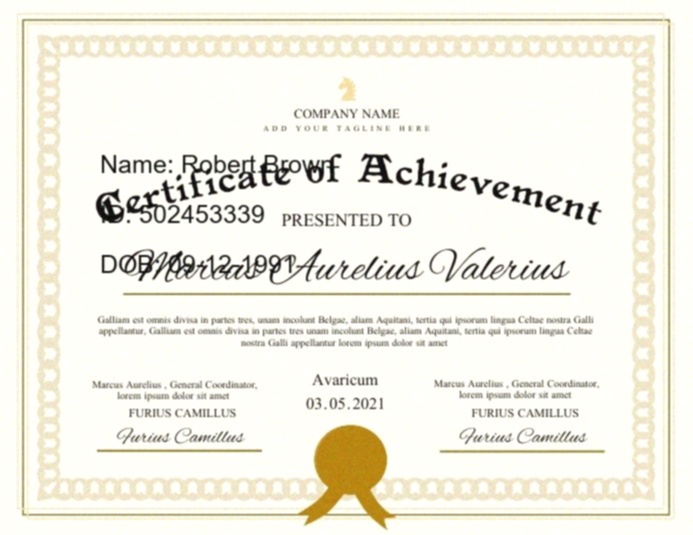 COMPANY NAME
ADD YOUR TAGLINE HERE
Name: Robert Brown
Certificate of Achievement
ID: 502453339
PRESENTED TO
DOB: 09-12-1991
Marcus Aurelius Valerius
Galliam est omnis divisa in partes tres, unam incolunt Belgae, aliam Aquitani, tertia qui ipsorum lingua Celtae nostra Galli
appellantur, Galliam est omnis divisa in partes tres unam incolunt Belgae, aliam Aquitani, tertia qui ipsorum lingua Celtae
nostra Galli appellantur lorem ipsum dolor sit amet
Marcus Aurelius , General Coordinator,
lorem ipsum dolor sit amet
FURIUS CAMILLUS
Furius Camillus
Avaricum
03.05.2021
Marcus Aurelius , General Coordinator,
lorem ipsum dolor sit amet
FURIUS CAMILLUS
Furius Camillus